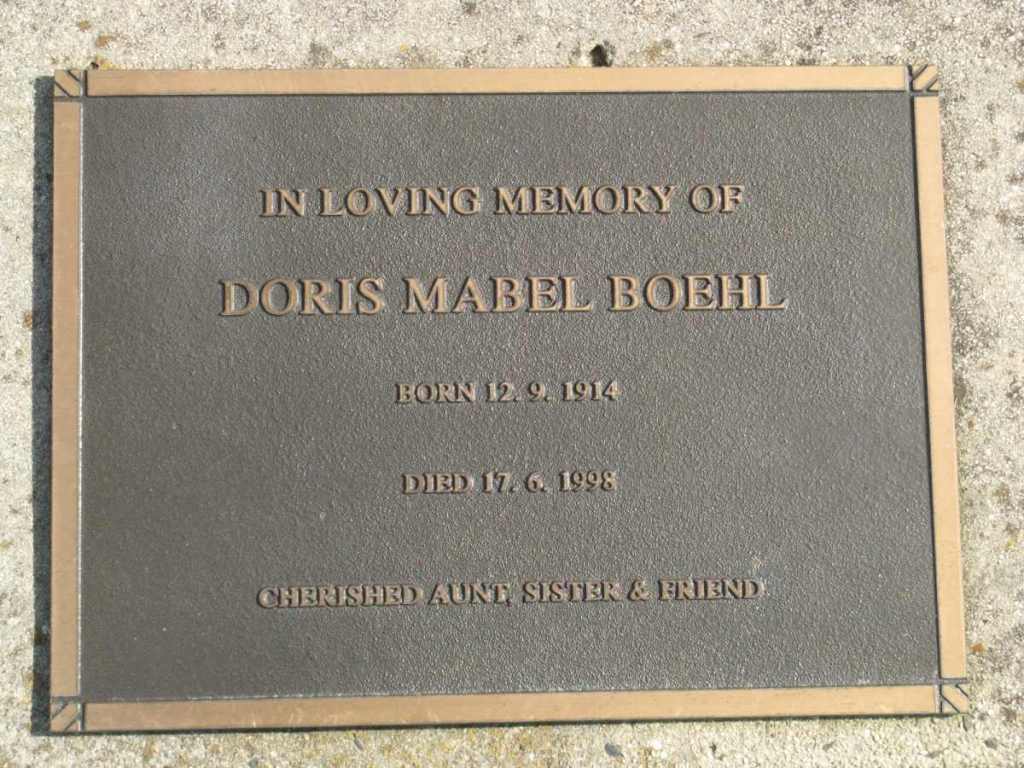 IN LOVING MEMORY OF
DORIS MABEL BOEHL
BORN 12. 9. 1914
DIED 17. 6. 1998
CHERISHED AUNT, SISTER & FRIEND